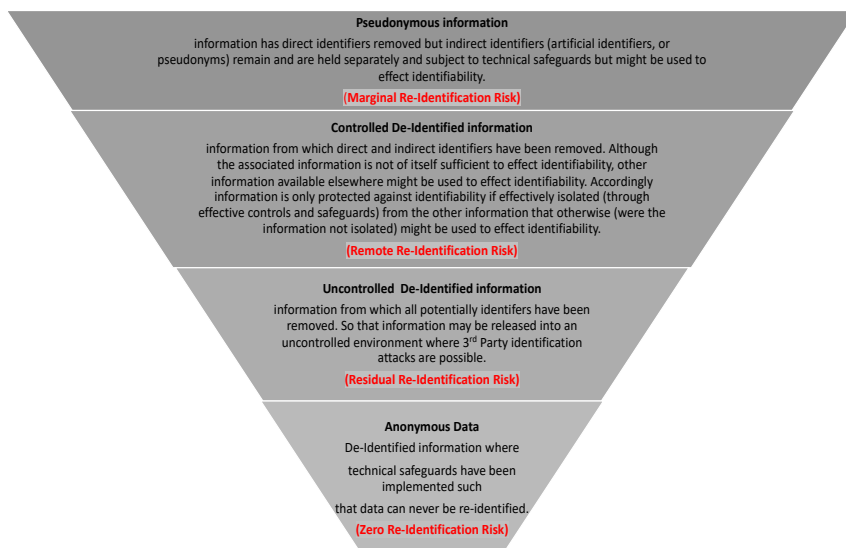 Pseudonymous information
information has direct identifiers removed but indirect identifiers (artificial identifiers, or
pseudonyms) remain and are held separately and subject to technical safeguards but might be used to
effect identifiability.
(Marginal Re-Identification Risk)
Controlled De-Identified information
information from which direct and indirect identifiers have been removed. Although
the associated information is not of itself sufficient to effect identifiability, other
information available elsewhere might be used to effect identifiability. Accordingly
information is only protected against identifiability if effectively isolated (through
effective controls and safeguards) from the other information that otherwise (were the
information not isolated) might be used to effect identifiability.
(Remote Re-Identification Risk)
Uncontrolled  De-Identified information
information from which all potentially identifers have been
removed. So that information may be released into an
uncontrolled environment where 3rd Party identification
attacks are possible.
(Residual Re-Identification Risk)
Anonymous Data
De-Identified information where
technical safeguards have been
implemented such
that data can never be re-identified.
(Zero Re-Identification Risk)